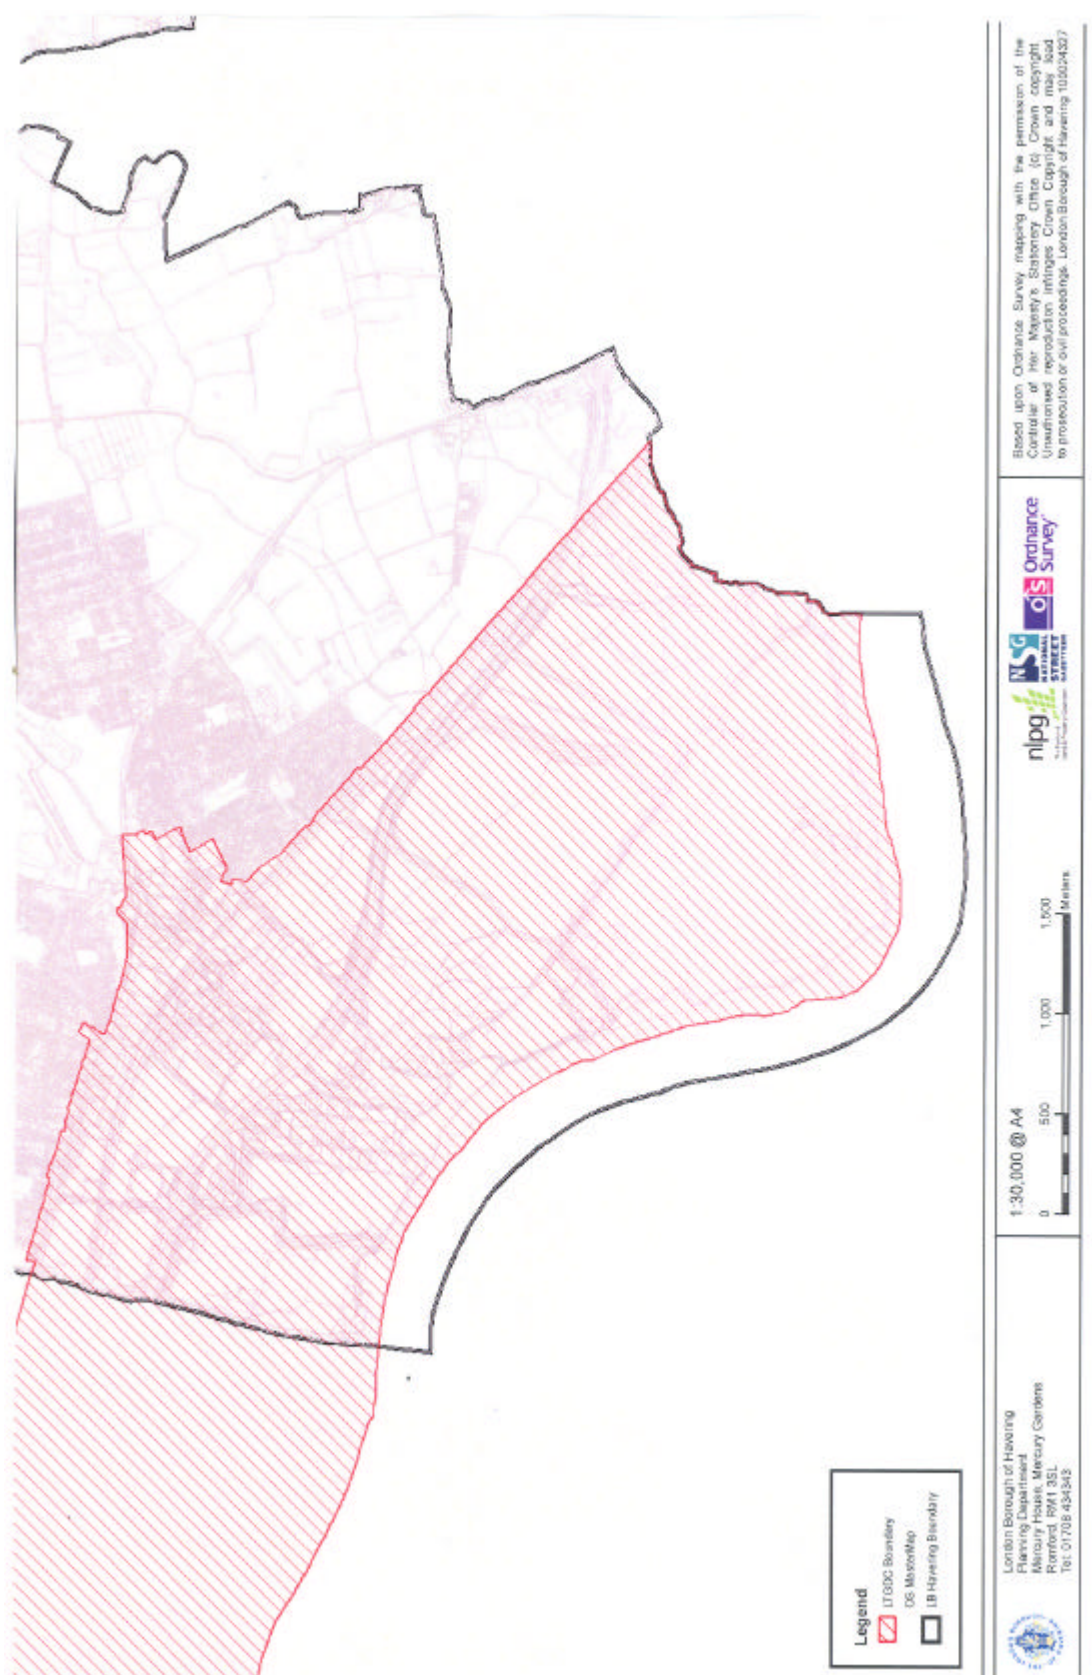 Legend
LTGDC Boundary
OS MasterMap
LB Havering Boundary
London Borough of Havering
Planning Department
Mercury House, Mercury Gardens
Romford. RM1 3SL
Tel: 01708 434343
1:30,000 @ A4
0 500 1,000 1,500
Meters
nlpg
NSG
NATIONAL
STREET
GAZETTEER
OS Ordnance
Survey
Based upon Ordnance Survey mapping with the permission of the
Controller of Her Majesty's Stationery Office (c) Crown copyright
Unauthorised reproduction infringes Crown Copyright and may lead
to prosecution or civil proceedings. London Borough of Havering 100024327